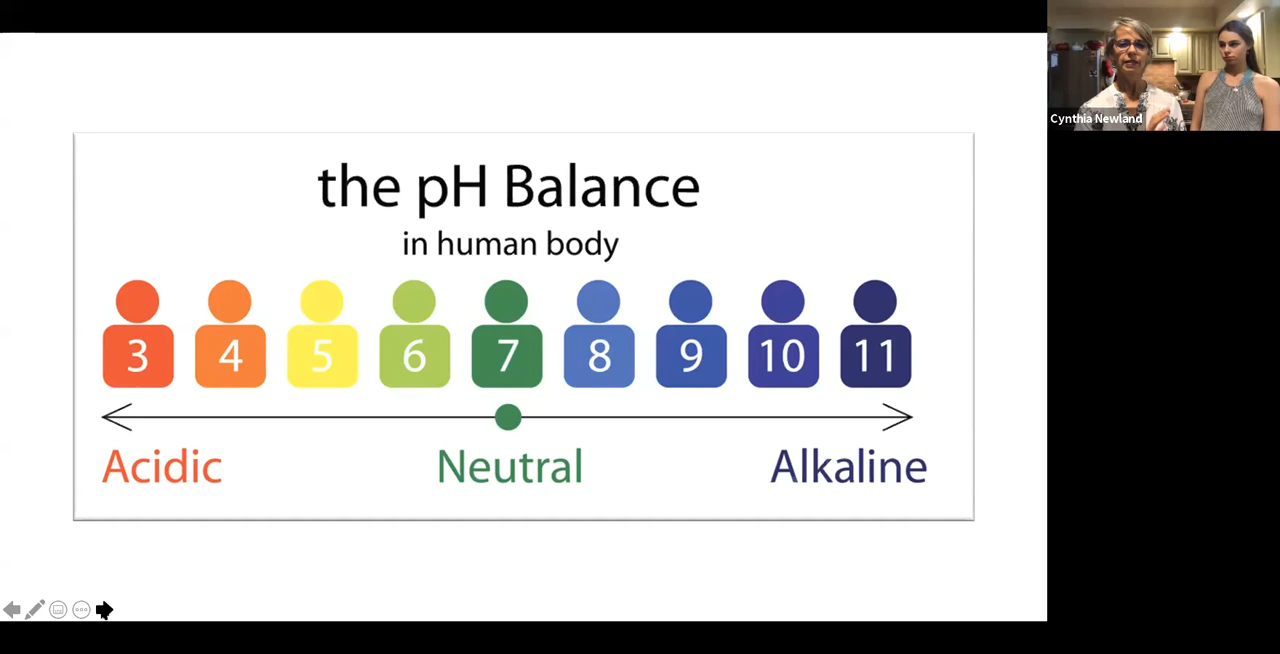 Cynthia Newland
the pH Balance
in human body
3 4 5 6 7 8 9 10 11
Acidic Neutral Alkaline